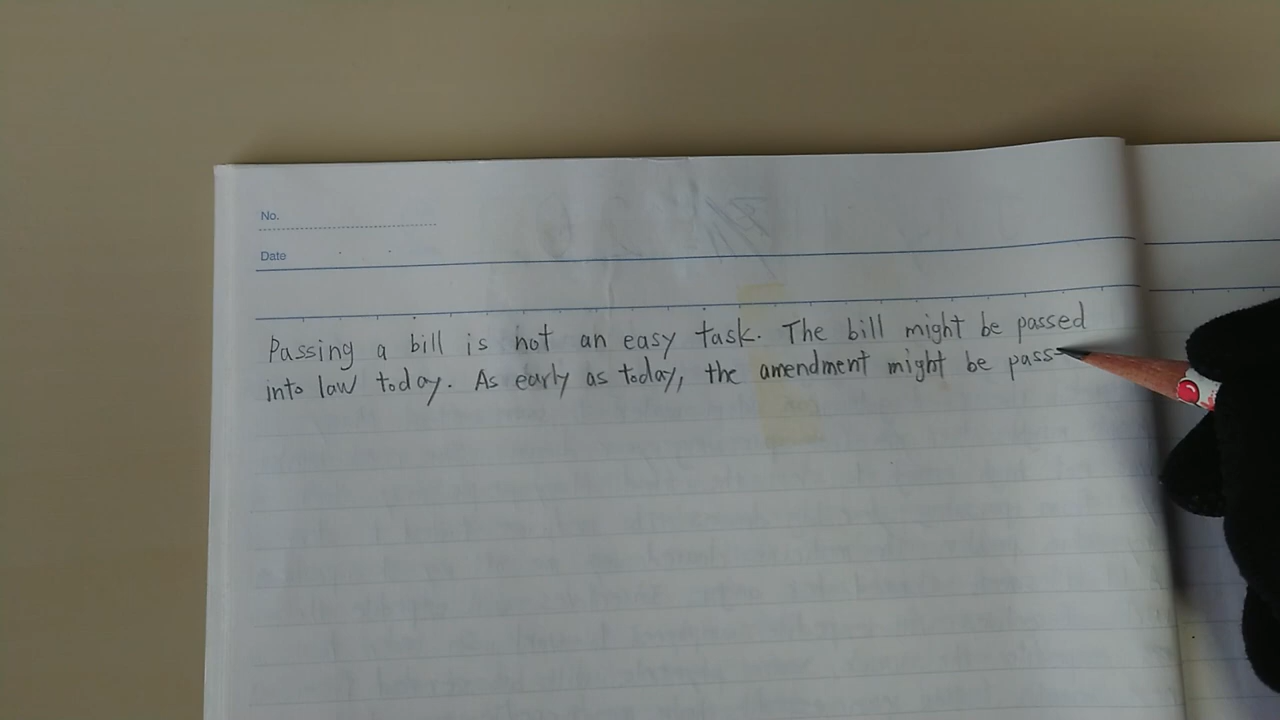 No.
Date
Passing a bill is not an easy task. The bill might be passed
into law today. As early as today, the amendment might be pass